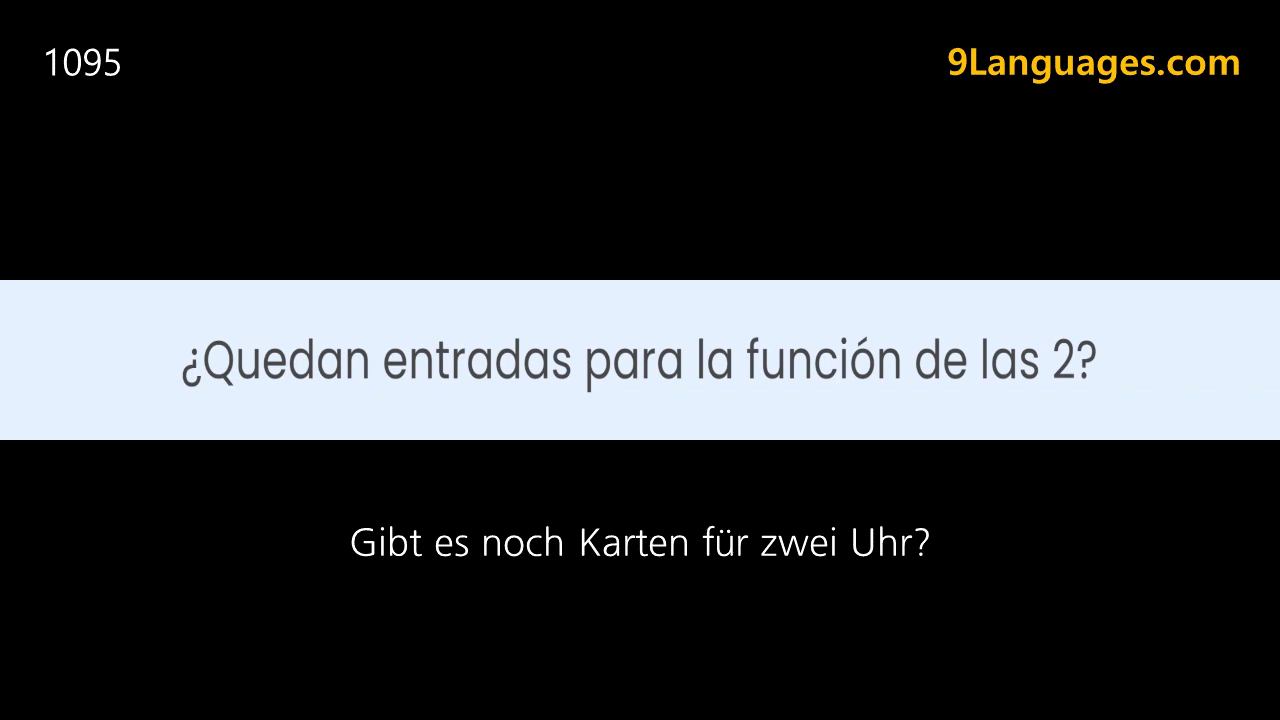 1095
9Languages.com
¿Quedan entradas para la función de las 2?
Gibt es noch Karten für zwei Uhr?